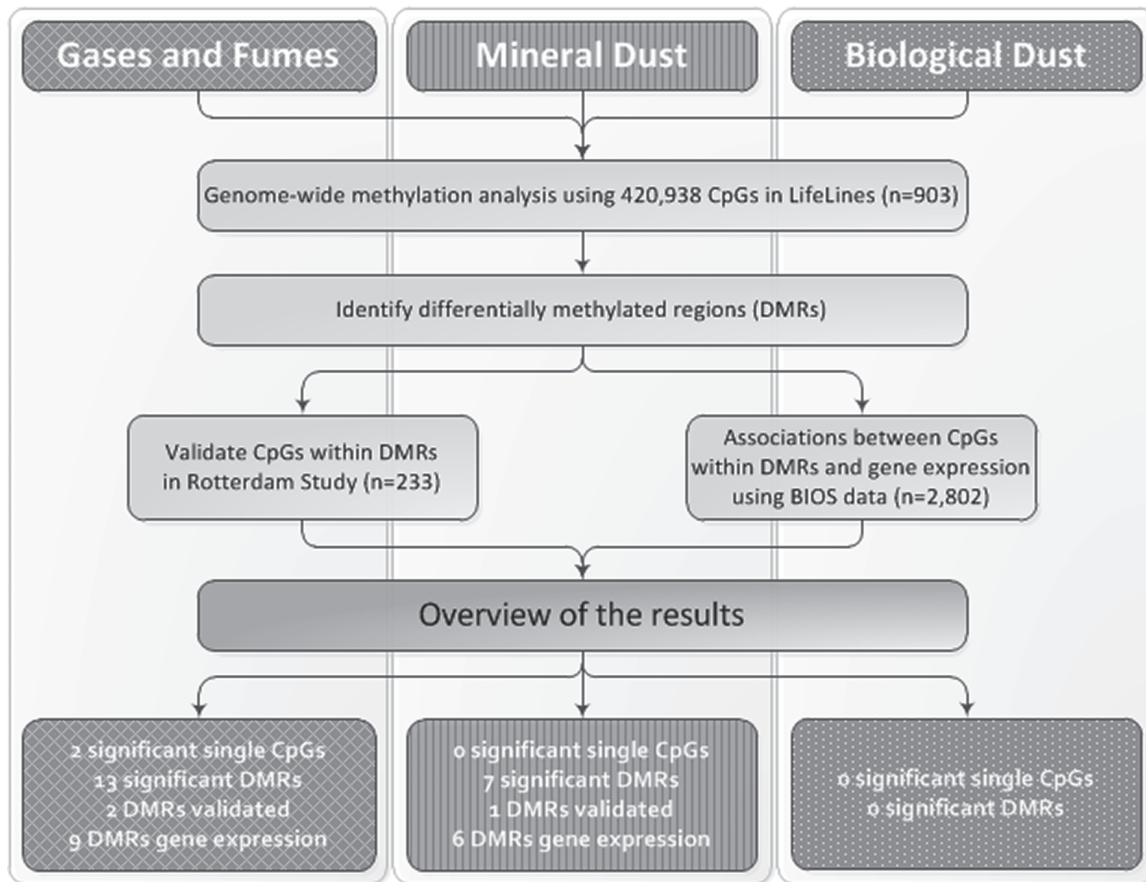 Gases and Fumes
Mineral Dust
Biological Dust
Genome-wide methylation analysis using 420,938 CpGs in LifeLines (n=903)
Identify differentially methylated regions (DMRs)
Validate CpGs within DMRs
in Rotterdam Study (n=233)
Associations between CpGs
within DMRs and gene expression
using BIOS data (n=2,802)
Overview of the results
2 significant single CpGs
13 significant DMRs
2 DMRs validated
9 DMRs gene expression
0 significant single CpGs
7 significant DMRs
1 DMRs validated
6 DMRs gene expression
0 significant single CpGs
0 significant DMRs